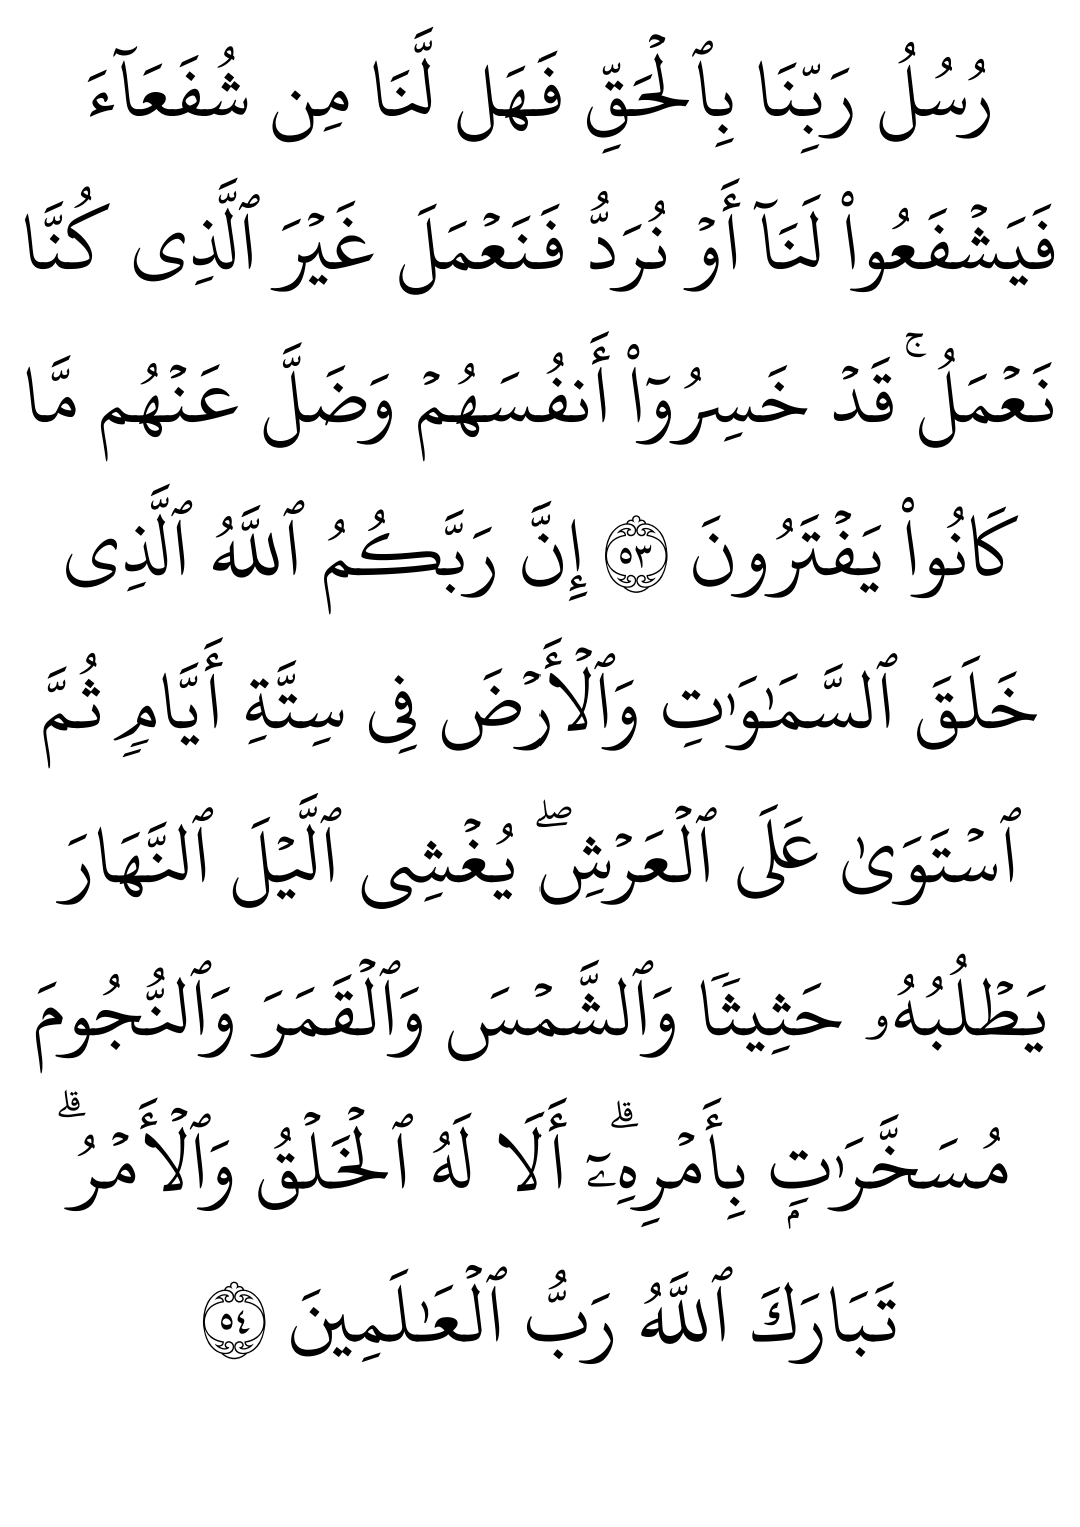 رُسُلُ رَبِّنَا بِٱلْحَقِّ فَهَل لَّنَا مِن شُفَعَآءَ
فَيَشْفَعُوا۟ لَنَآ أَوْ نُرَدُّ فَنَعْمَلَ غَيْرَ ٱلَّذِى كُنَّا
نَعْمَلُ ۚ قَدْ خَسِرُوٓا۟ أَنفُسَهُمْ وَضَلَّ عَنْهُم مَّا
كَانُوا۟ يَفْتَرُونَ ٥٣ إِنَّ رَبَّكُمُ ٱللَّهُ ٱلَّذِى
خَلَقَ ٱلسَّمَـٰوَٰتِ وَٱلْأَرْضَ فِى سِتَّةِ أَيَّامٍ ثُمَّ
ٱسْتَوَىٰ عَلَى ٱلْعَرْشِ ۖ يُغْشِى ٱلَّيْلَ ٱلنَّهَارَ
يَطْلُبُهُۥ حَثِيثًا وَٱلشَّمْسَ وَٱلْقَمَرَ وَٱلنُّجُومَ
مُسَخَّرَٰتٍۭ بِأَمْرِهِۦٓ ۗ أَلَا لَهُ ٱلْخَلْقُ وَٱلْأَمْرُ ۗ
تَبَارَكَ ٱللَّهُ رَبُّ ٱلْعَـٰلَمِينَ ٥٤